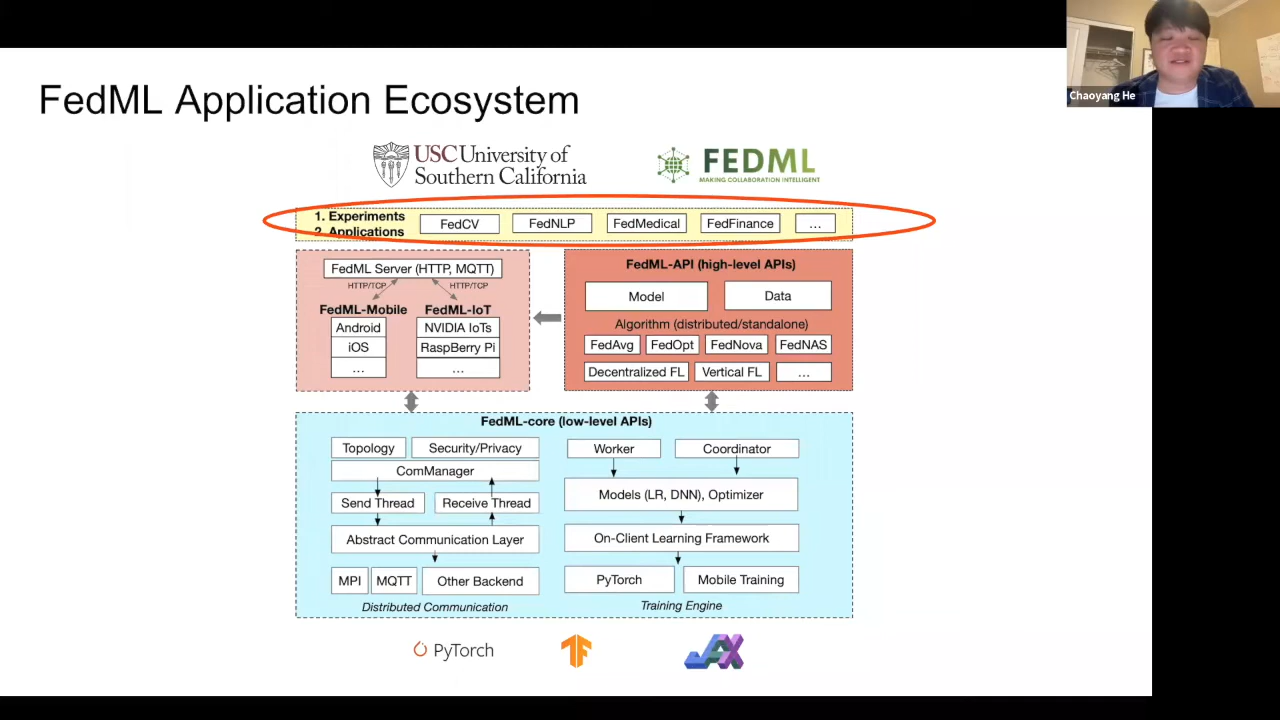 FedML Application Ecosystem
Chaoyang He
USC University of
Southern California
FEDML
MAKING COLLABORATION INTELLIGENT
1. Experiments
2. Applications
FedCV
FedNLP
FedMedical
FedFinance
...
FedML Server (HTTP, MQTT)
HTTP/TCP
HTTP/TCP
FedML-Mobile
FedML-IoT
Android
iOS
...
NVIDIA IoTs
RaspBerry Pi
...
FedML-API (high-level APIs)
Model
Data
Algorithm (distributed/standalone)
FedAvg
FedOpt
FedNova
FedNAS
Decentralized FL
Vertical FL
...
FedML-core (low-level APIs)
Topology
Security/Privacy
ComManager
Send Thread
Receive Thread
Abstract Communication Layer
MPI
MQTT
Other Backend
Distributed Communication
Worker
Coordinator
Models (LR, DNN), Optimizer
On-Client Learning Framework
PyTorch
Mobile Training
Training Engine
PyTorch
TF
JAX